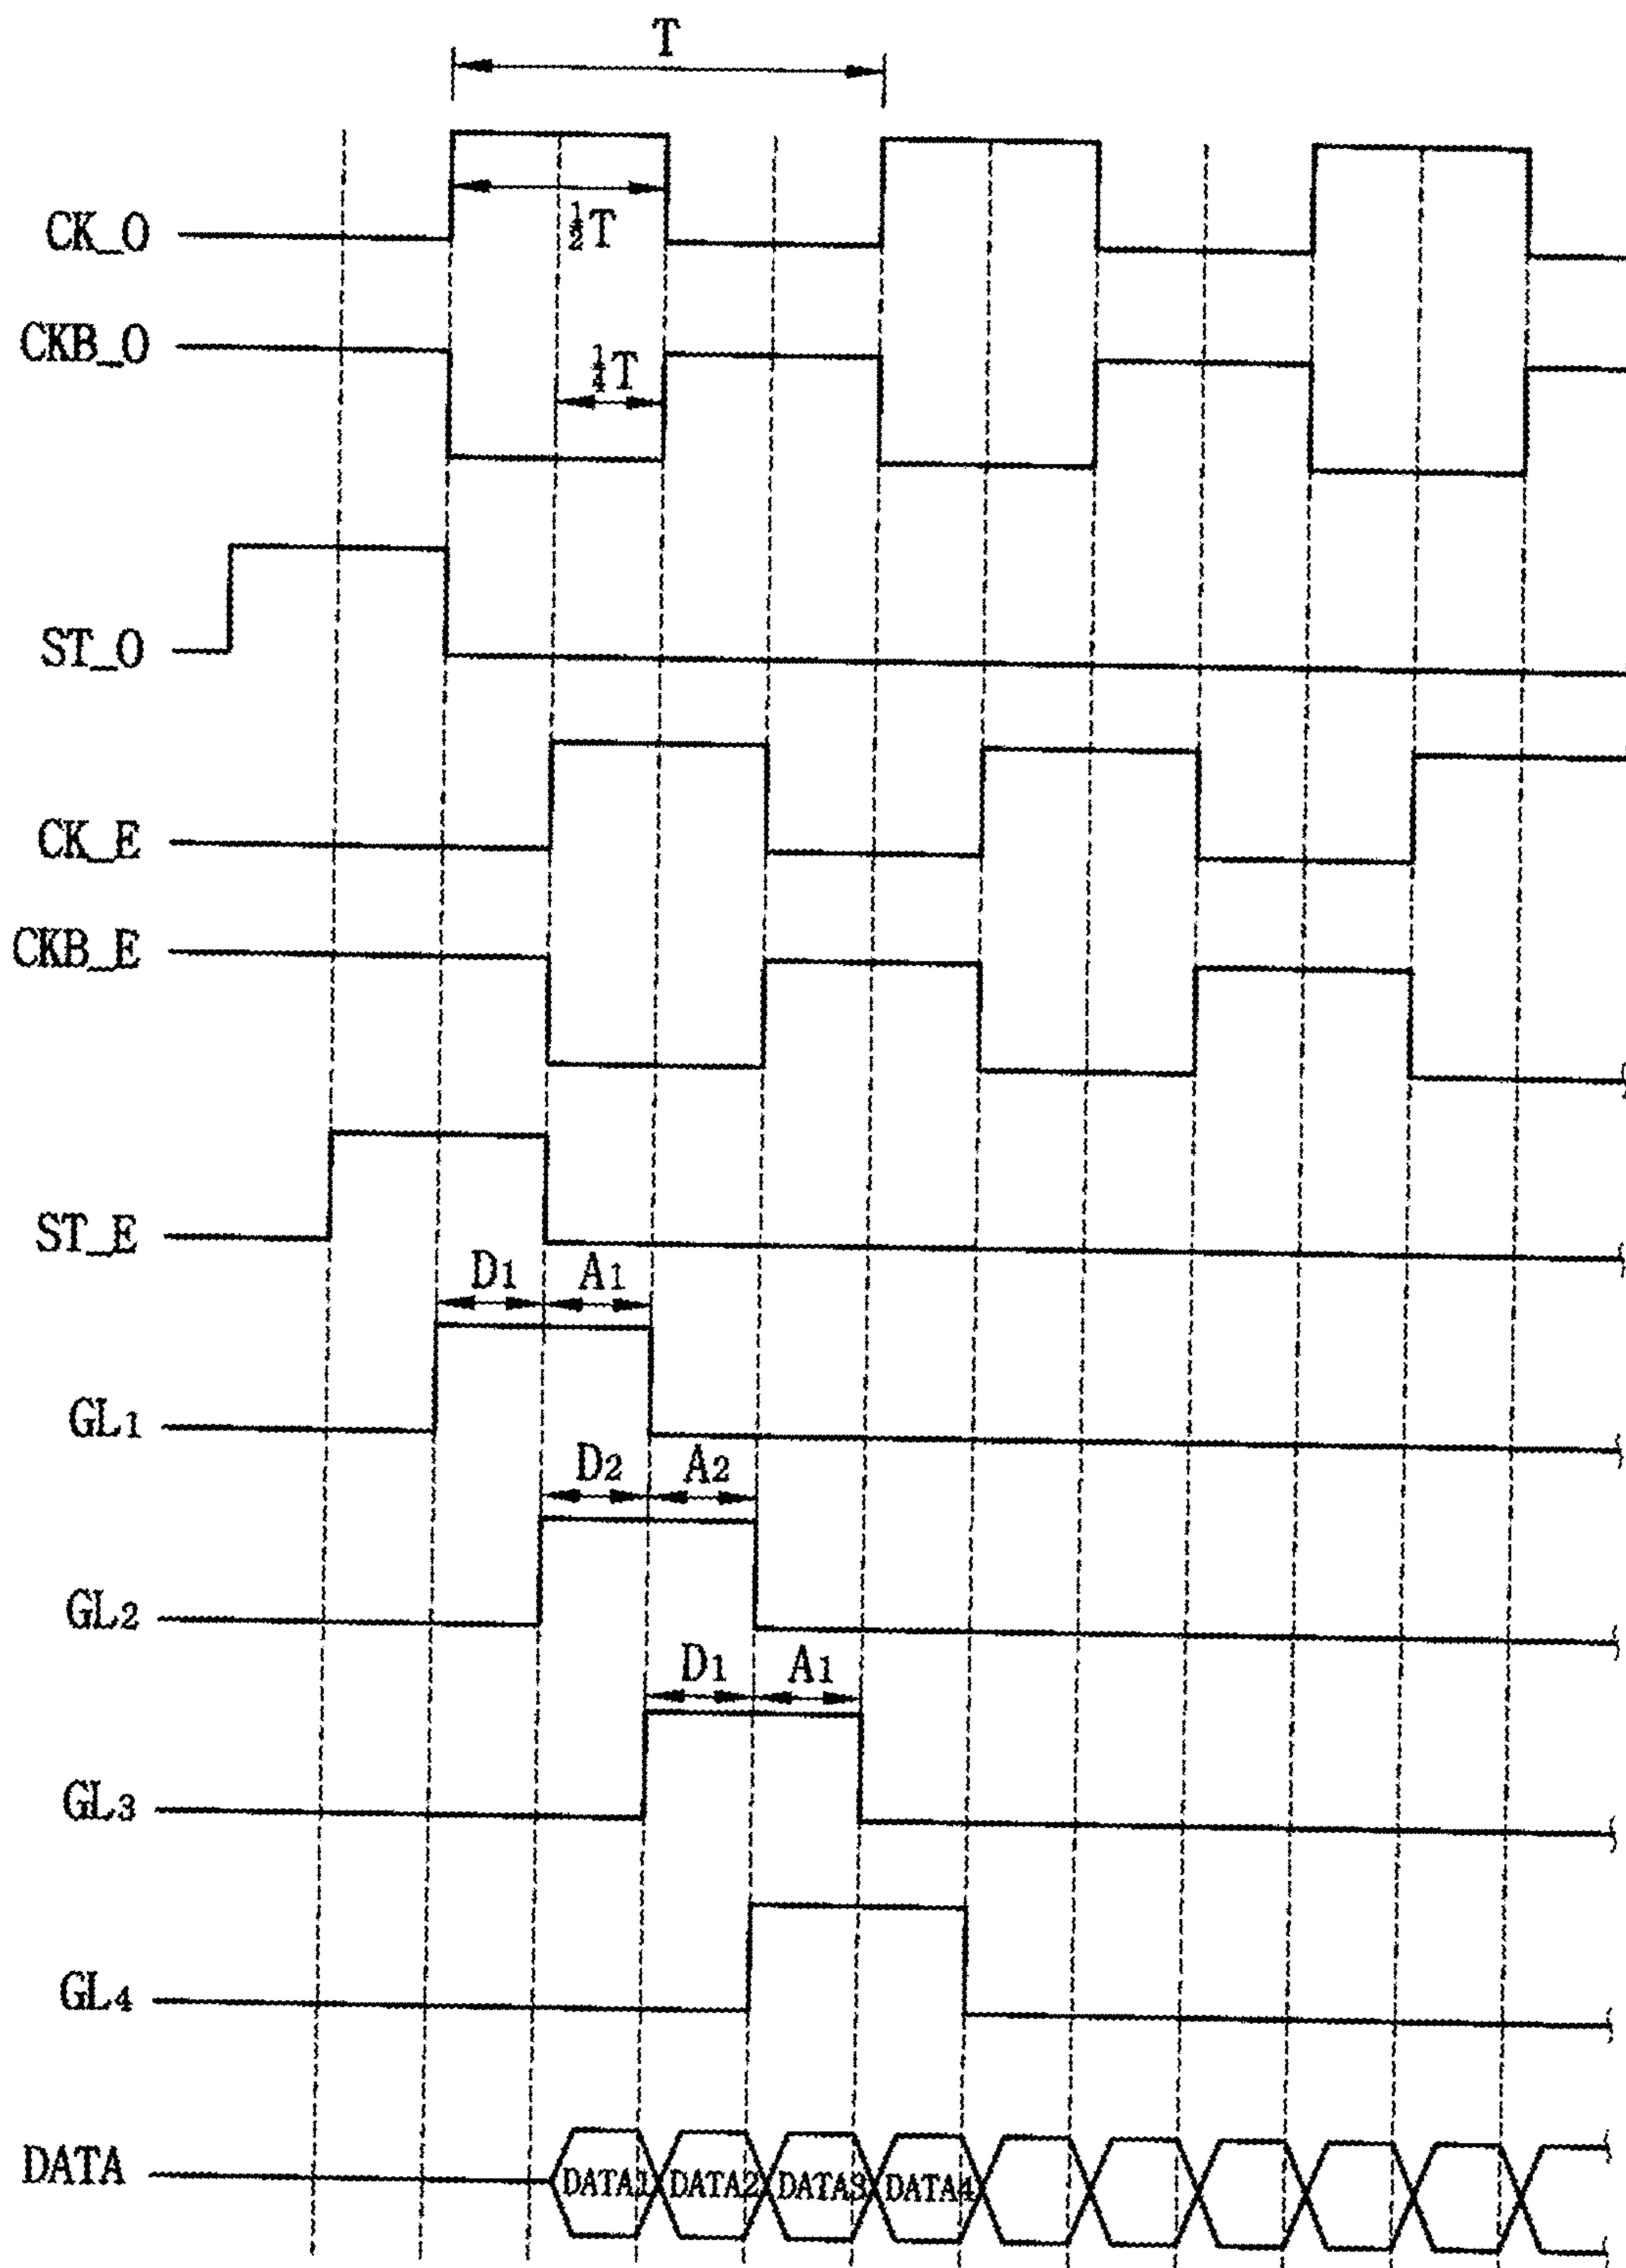 T
CK_O
½T
CKB_O
¼T
ST_O
CK_E
CKB_E
ST_E
D1 A1
GL1
D2 A2
GL2
D1 A1
GL3
GL4
DATA DATA1 DATA2 DATA3 DATA4